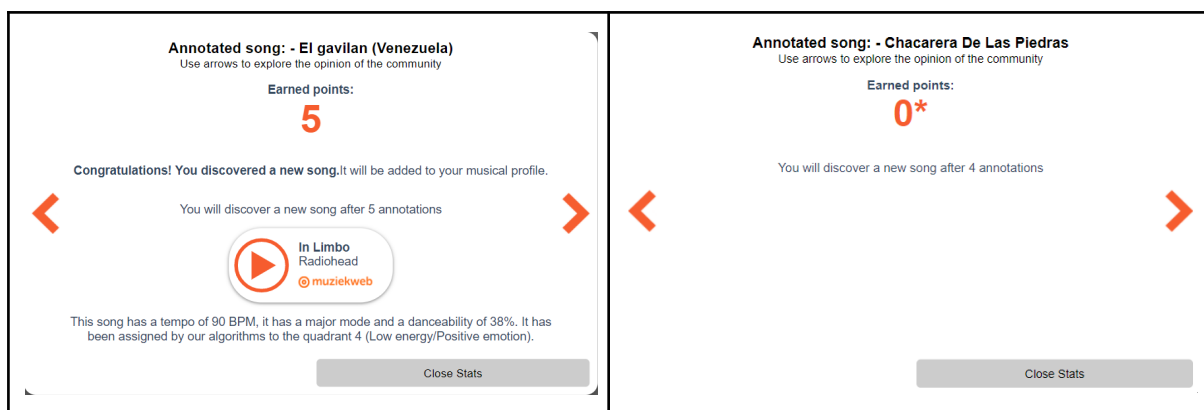 Annotated song: - El gavilan (Venezuela)
Use arrows to explore the opinion of the community
Earned points:
5
Congratulations! You discovered a new song.It will be added to your musical profile.
You will discover a new song after 5 annotations
In Limbo
Radiohead
muziekweb
This song has a tempo of 90 BPM, it has a major mode and a danceability of 38%. It has
been assigned by our algorithms to the quadrant 4 (Low energy/Positive emotion).
Close Stats
Annotated song: - Chacarera De Las Piedras
Use arrows to explore the opinion of the community
Earned points:
0*
You will discover a new song after 4 annotations
Close Stats